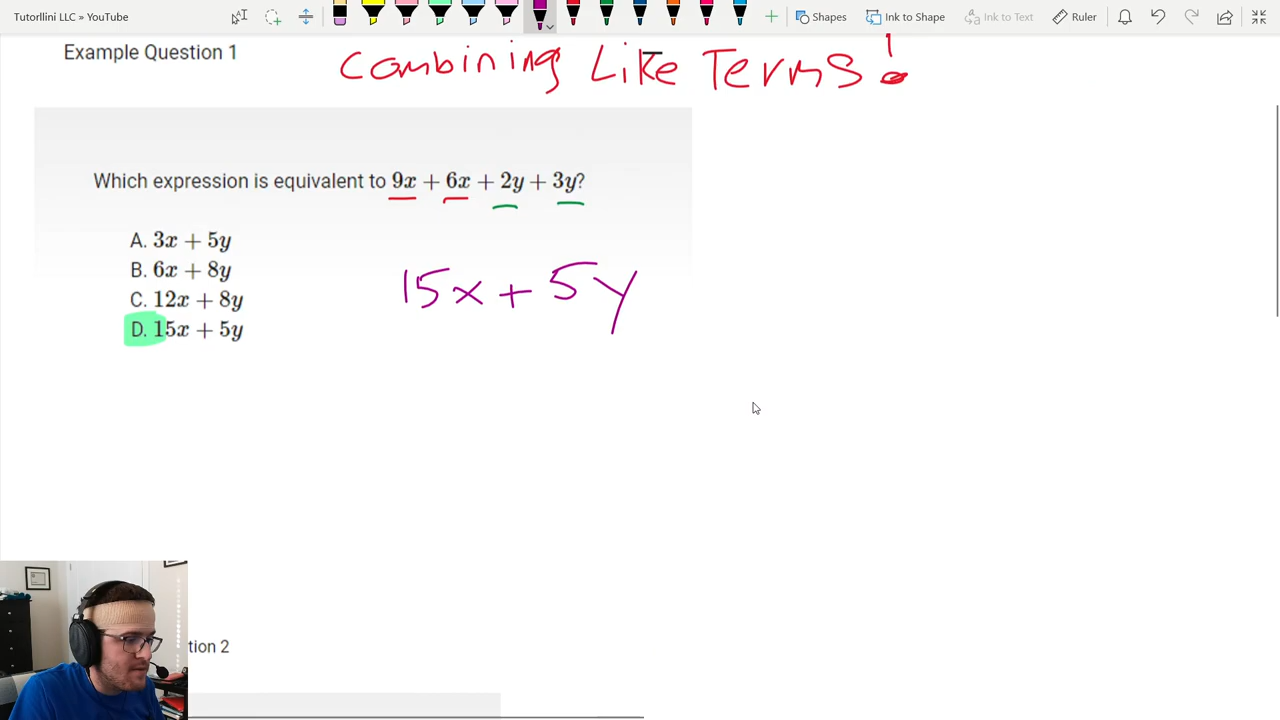 Tutorllini LLC » YouTube
Shapes
Ink to Shape
Ink to Text
Ruler
Example Question 1
Combining Like Terms!
Which expression is equivalent to 9x + 6x + 2y + 3y?
A. 3x + 5y
B. 6x + 8y
C. 12x + 8y
D. 15x + 5y
15x + 5y
tion 2